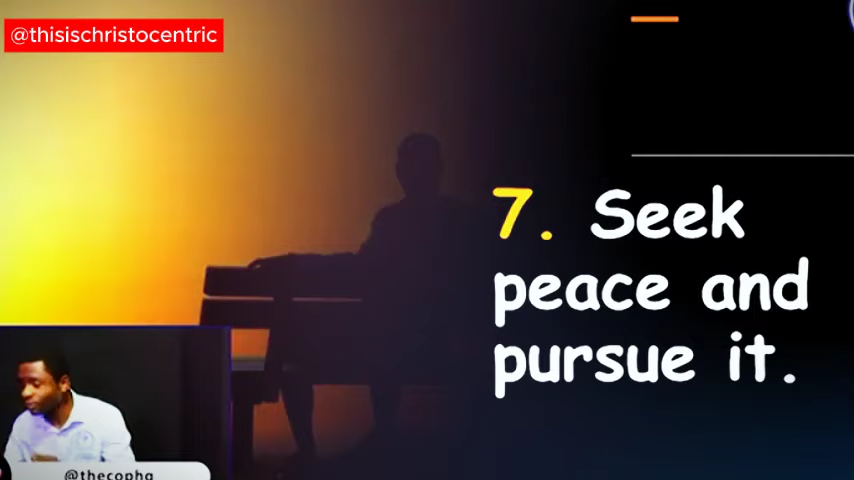 @thisischristocentric
7. Seek
peace and
pursue it.
@thecophq